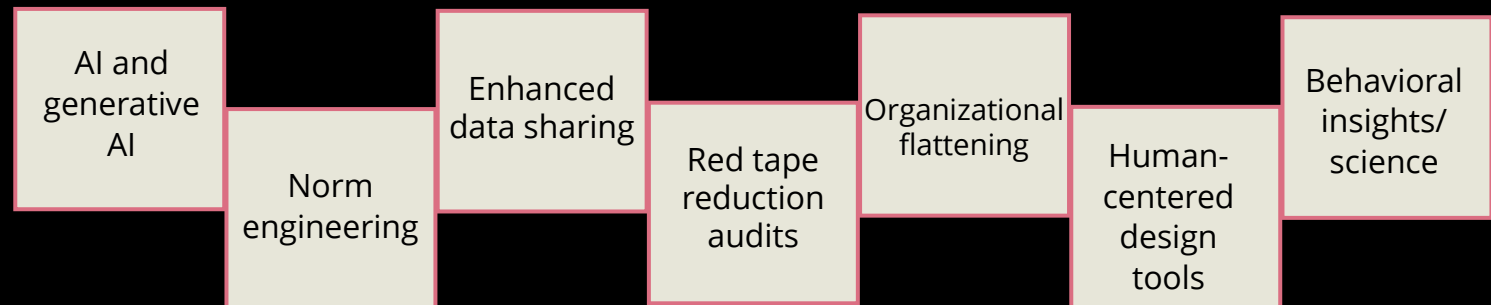 AI and
generative
AI
Norm
engineering
Enhanced
data sharing
Red tape
reduction
audits
Organizational
flattening
Human-
centered
design
tools
Behavioral
insights/
science